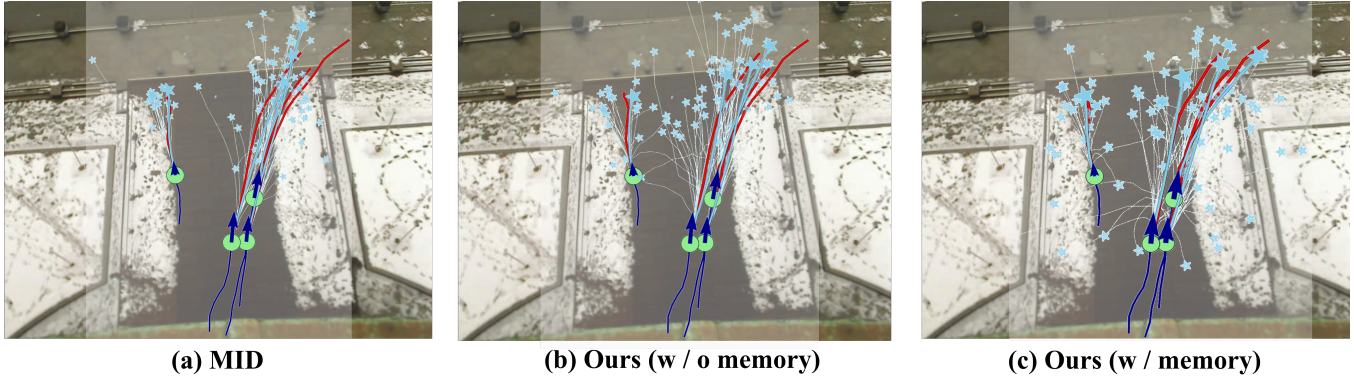 (a) MID
(b) Ours (w / o memory)
(c) Ours (w / memory)